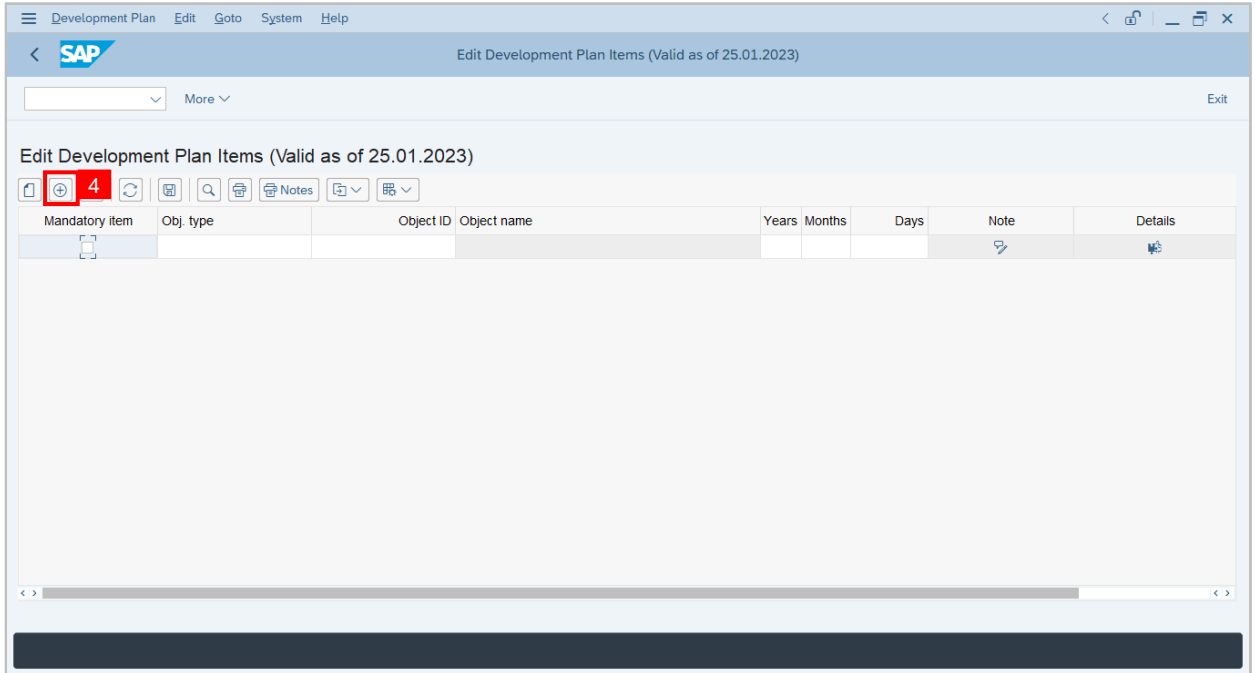 Development Plan Edit Goto System Help
SAP Edit Development Plan Items (Valid as of 25.01.2023)
More Exit
Edit Development Plan Items (Valid as of 25.01.2023)
4 Notes
Mandatory item Obj. type Object ID Object name Years Months Days Note Details